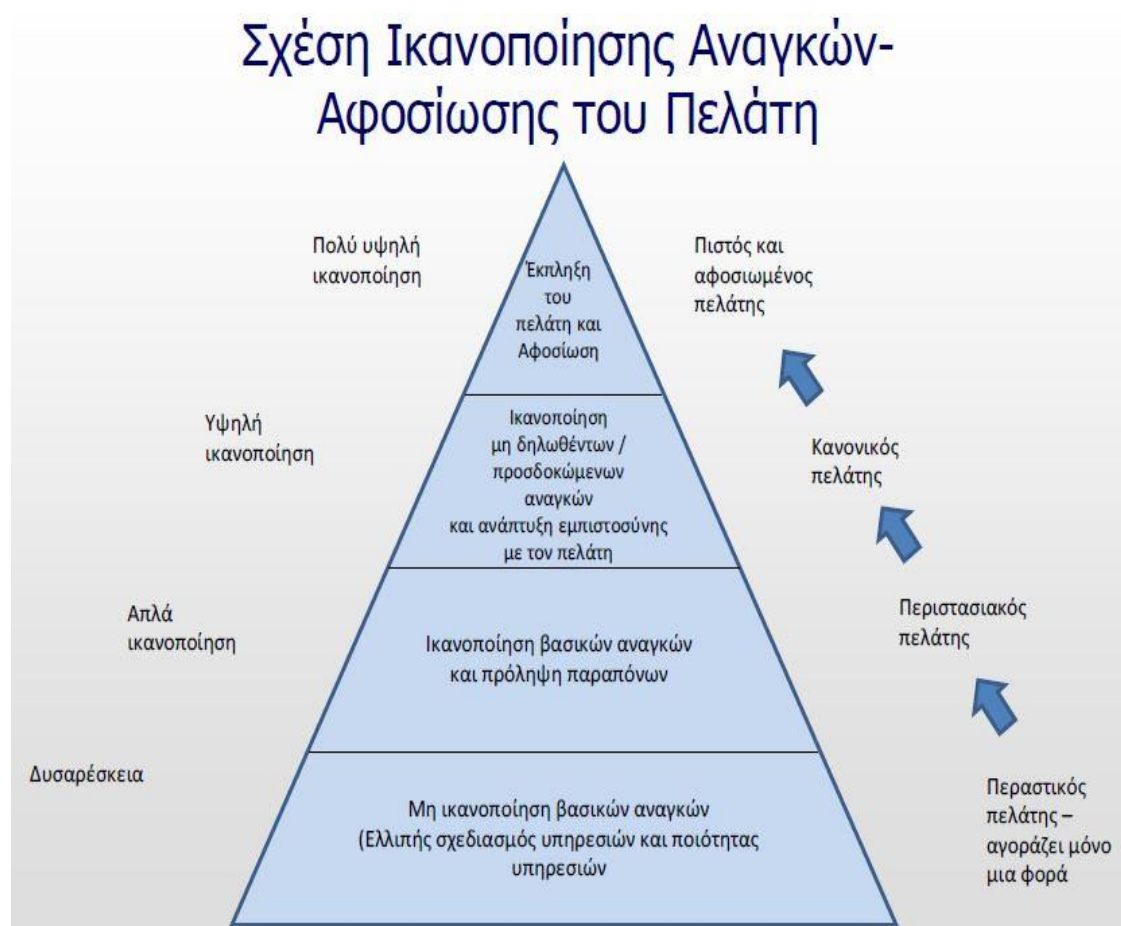 Σχέση Ικανοποίησης Αναγκών-
Αφοσίωσης του Πελάτη
Πολύ υψηλή
ικανοποίηση
Έκπληξη
του
πελάτη και
Αφοσίωση
Πιστός και
αφοσιωμένος
πελάτης
Υψηλή
ικανοποίηση
Ικανοποίηση
μη δηλωθέντων /
προσδοκώμενων
αναγκών
και ανάπτυξη εμπιστοσύνης
με τον πελάτη
Κανονικός
πελάτης
Απλά
ικανοποίηση
Ικανοποίηση βασικών αναγκών
και πρόληψη παραπόνων
Περιστασιακός
πελάτης
Δυσαρέσκεια
Μη ικανοποίηση βασικών αναγκών
(Ελλιπής σχεδιασμός υπηρεσιών και ποιότητας
υπηρεσιών
Περαστικός
πελάτης –
αγοράζει μόνο
μια φορά